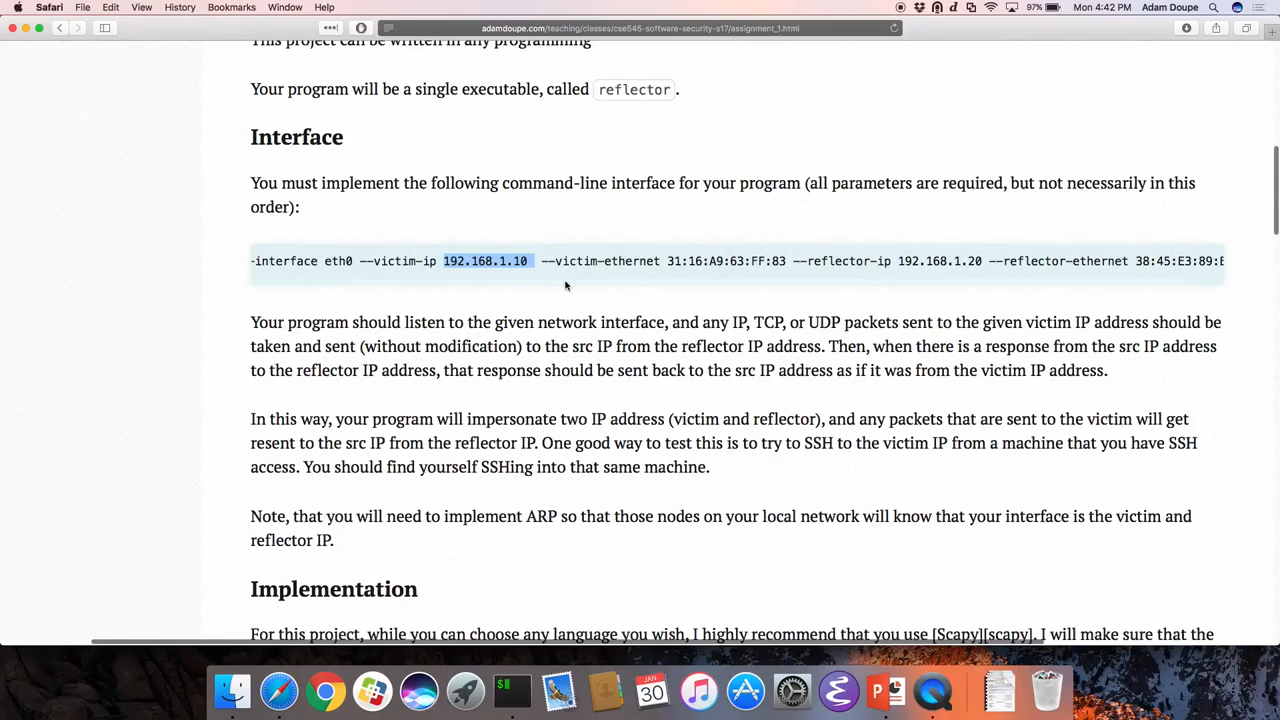 Safari File Edit View History Bookmarks Window Help 97% Mon 4:42 PM Adam Doupe
adamdoupe.com/teaching/classes/cse545-software-security-s17/assignment_1.html
This project can be written in any programming
Your program will be a single executable, called reflector.
Interface
You must implement the following command-line interface for your program (all parameters are required, but not necessarily in this
order):
-interface eth0 --victim-ip 192.168.1.10 --victim-ethernet 31:16:A9:63:FF:83 --reflector-ip 192.168.1.20 --reflector-ethernet 38:45:E3:89:E
Your program should listen to the given network interface, and any IP, TCP, or UDP packets sent to the given victim IP address should be
taken and sent (without modification) to the src IP from the reflector IP address. Then, when there is a response from the src IP address
to the reflector IP address, that response should be sent back to the src IP address as if it was from the victim IP address.
In this way, your program will impersonate two IP address (victim and reflector), and any packets that are sent to the victim will get
resent to the src IP from the reflector IP. One good way to test this is to try to SSH to the victim IP from a machine that you have SSH
access. You should find yourself SSHing into that same machine.
Note, that you will need to implement ARP so that those nodes on your local network will know that your interface is the victim and
reflector IP.
Implementation
For this project, while you can choose any language you wish, I highly recommend that you use [Scapy][scapy]. I will make sure that the
$
JAN
30
P